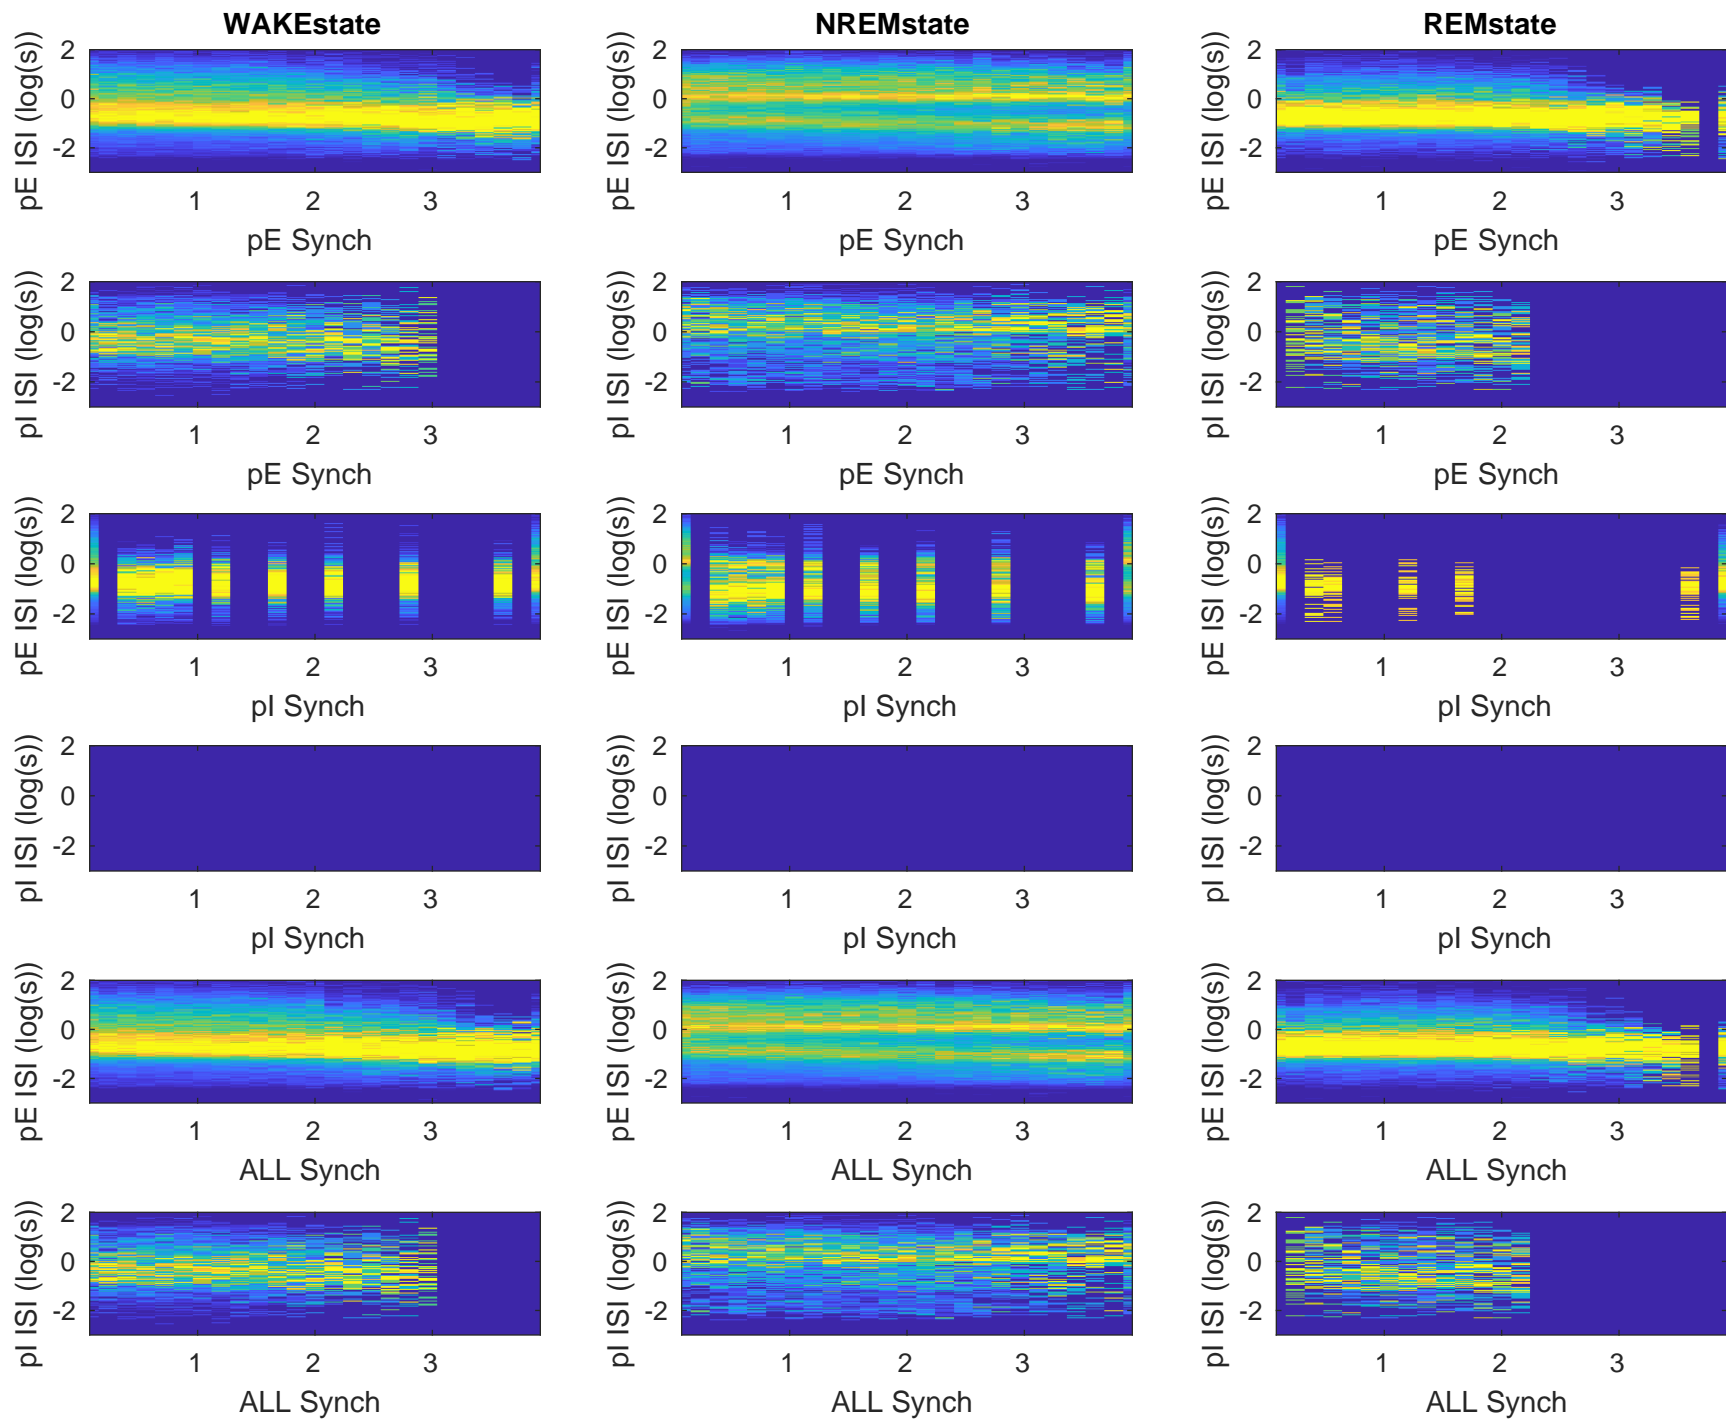 WAKEstate NREMstate REMstate
pE ISI (log(s)) 2 0 -2 pE ISI (log(s)) 2 0 -2 pE ISI (log(s)) 2 0 -2
1 2 3 1 2 3 1 2 3
pE Synch pE Synch pE Synch
pI ISI (log(s)) 2 0 -2 pI ISI (log(s)) 2 0 -2 pI ISI (log(s)) 2 0 -2
1 2 3 1 2 3 1 2 3
pE Synch pE Synch pE Synch
pE ISI (log(s)) 2 0 -2 pE ISI (log(s)) 2 0 -2 pE ISI (log(s)) 2 0 -2
1 2 3 1 2 3 1 2 3
pI Synch pI Synch pI Synch
pI ISI (log(s)) 2 0 -2 pI ISI (log(s)) 2 0 -2 pI ISI (log(s)) 2 0 -2
1 2 3 1 2 3 1 2 3
pI Synch pI Synch pI Synch
pE ISI (log(s)) 2 0 -2 pE ISI (log(s)) 2 0 -2 pE ISI (log(s)) 2 0 -2
1 2 3 1 2 3 1 2 3
ALL Synch ALL Synch ALL Synch
pI ISI (log(s)) 2 0 -2 pI ISI (log(s)) 2 0 -2 pI ISI (log(s)) 2 0 -2
1 2 3 1 2 3 1 2 3
ALL Synch ALL Synch ALL Synch